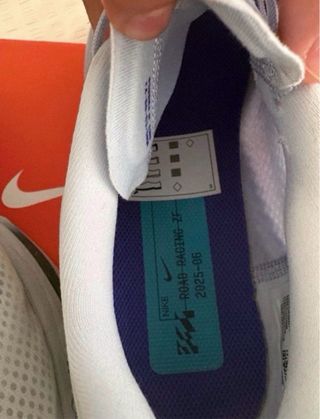 NIKE
ROAD RACING ZF
2025-06